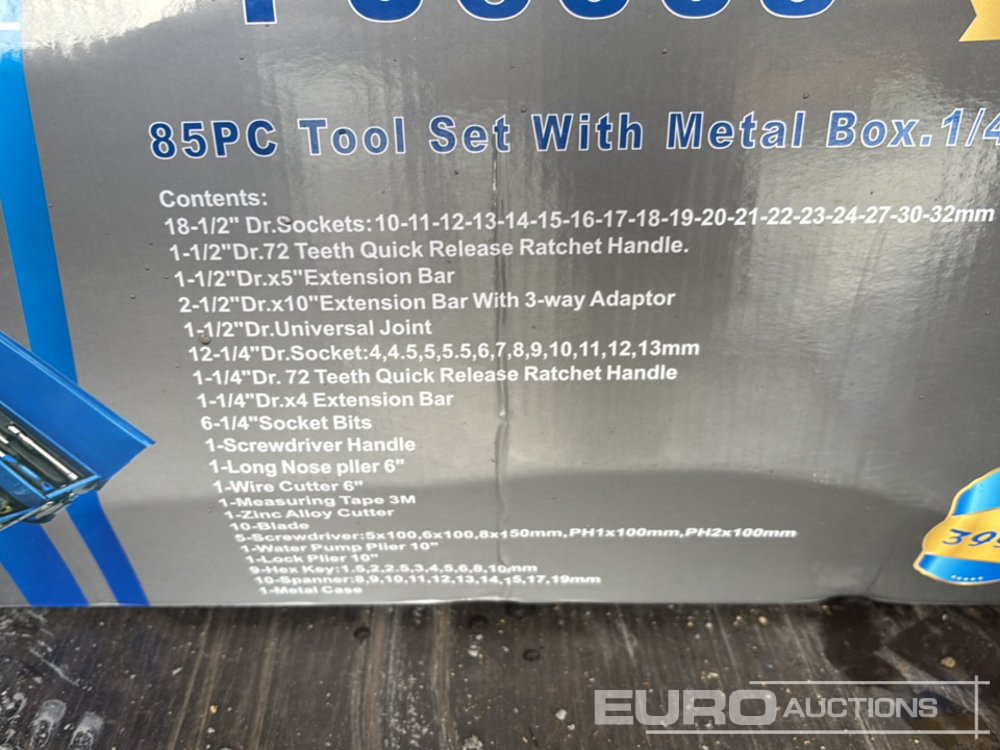 85PC Tool Set With Metal Box.1/4
Contents:
18-1/2" Dr.Sockets:10-11-12-13-14-15-16-17-18-19-20-21-22-23-24-27-30-32mm
1-1/2"Dr.72 Teeth Quick Release Ratchet Handle.
1-1/2"Dr.x5"Extension Bar
2-1/2"Dr.x10"Extension Bar With 3-way Adaptor
1-1/2"Dr.Universal Joint
12-1/4"Dr.Socket:4,4.5,5,5.5,6,7,8,9,10,11,12,13mm
1-1/4"Dr. 72 Teeth Quick Release Ratchet Handle
1-1/4"Dr.x4 Extension Bar
6-1/4"Socket Bits
1-Screwdriver Handle
1-Long Nose pller 6"
1-Wire Cutter 6"
1-Measuring Tape 3M
1-Zinc Alloy Cutter
10-Blade
5-Screwdriver:5x100,6x100,8x150mm,PH1x100mm,PH2x100mm
1-Water Pump Plier 10"
1-Lock Plier 10"
9-Hex Key:1.5,2,2.5,3,4,5,6,8,10mm
10-Spanner:8,9,10,11,12,13,14,15,17,19mm
1-Metal Case
EURO AUCTIONS